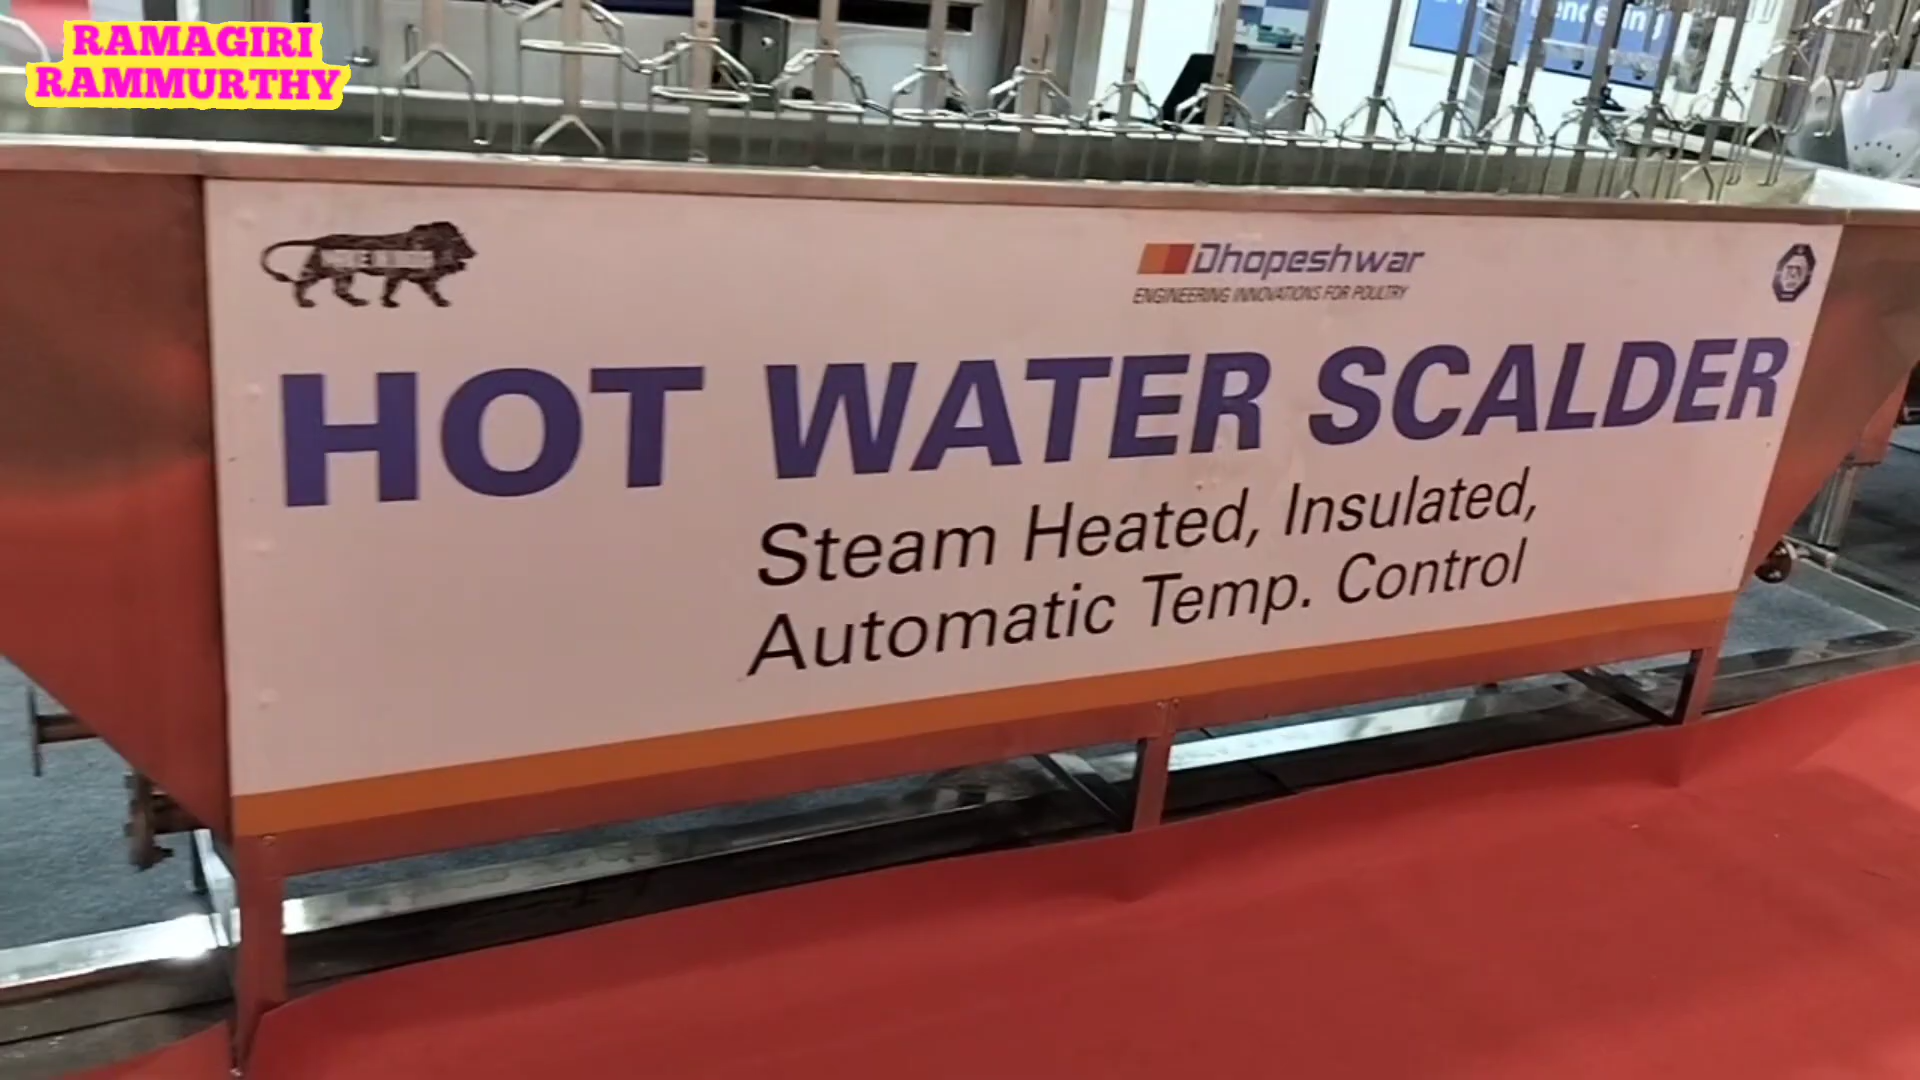 RAMAGIRI
RAMMURTHY
Dhopeshwar
ENGINEERING INNOVATIONS FOR POULTRY
HOT WATER SCALDER
Steam Heated, Insulated,
Automatic Temp. Control